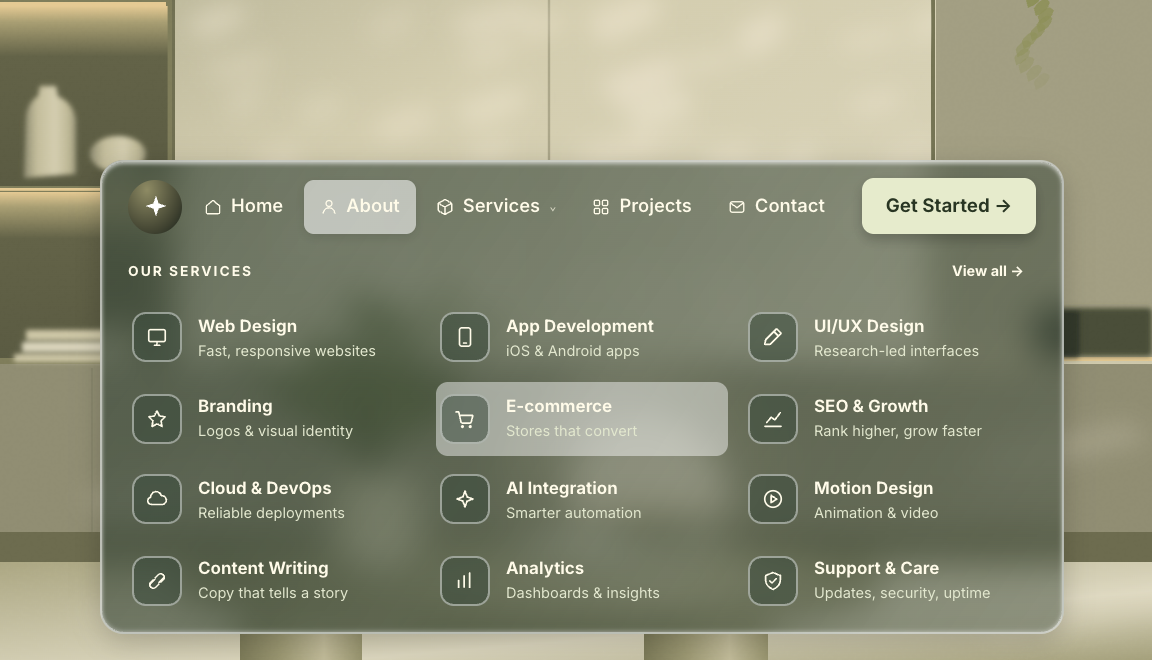 Home About Services Projects Contact Get Started →
OUR SERVICES View all →
Web Design App Development UI/UX Design
Fast, responsive websites iOS & Android apps Research-led interfaces
Branding E-commerce SEO & Growth
Logos & visual identity Stores that convert Rank higher, grow faster
Cloud & DevOps AI Integration Motion Design
Reliable deployments Smarter automation Animation & video
Content Writing Analytics Support & Care
Copy that tells a story Dashboards & insights Updates, security, uptime